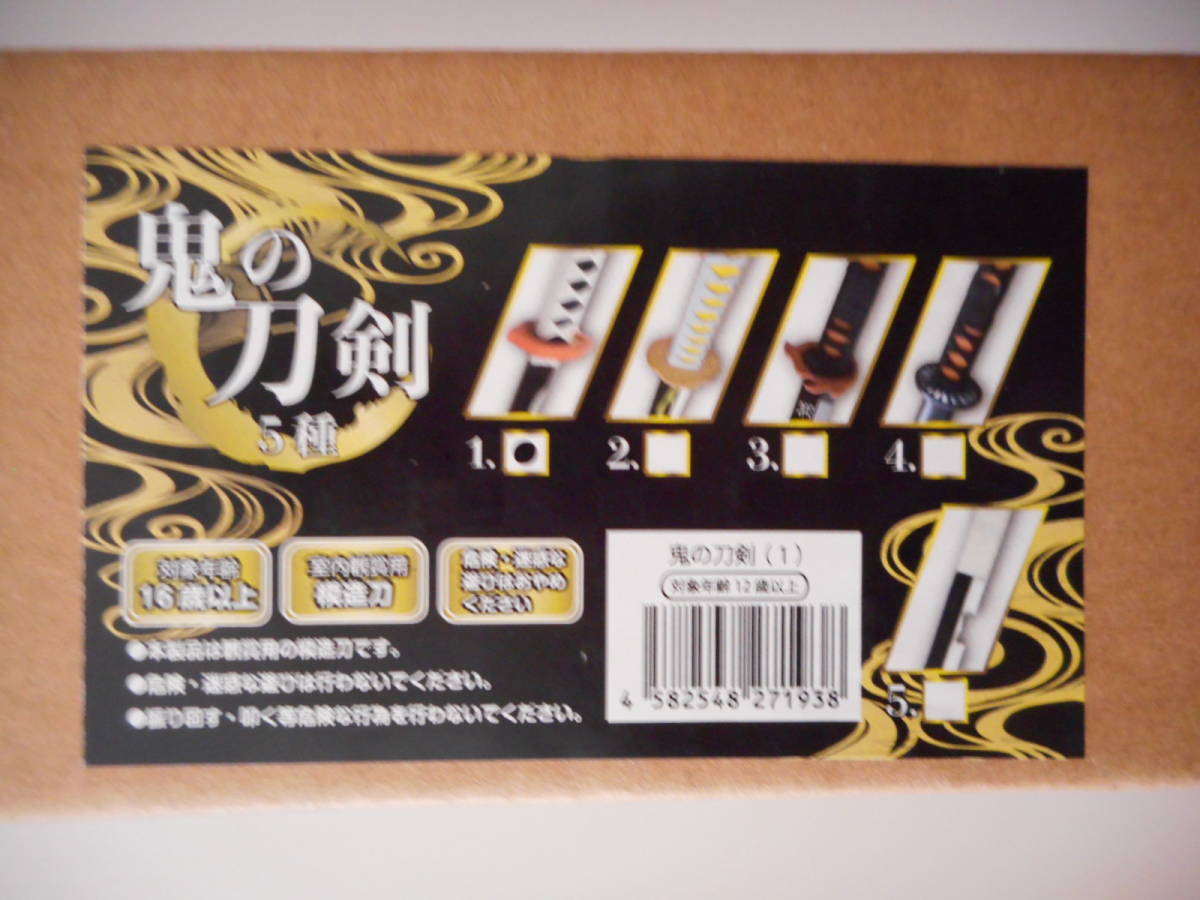 鬼の
刀剣
5種
1.
2.
3.
4.
5.
対象年齢
16歳以上
室内観賞用
模造刀
危険・迷惑な
遊びはおやめ
ください
●本製品は観賞用の模造刀です。
●危険・迷惑な遊びは行わないでください。
●振り回す・叩く等危険な行為を行わないでください。
鬼の刀剣(1)
対象年齢 12歳以上
4 582548 271938